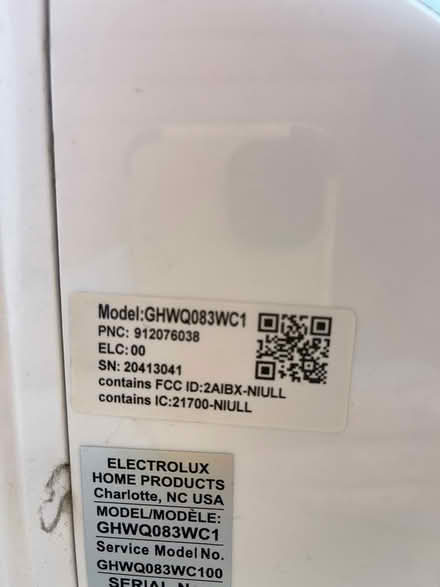 Model:GHWQ083WC1
PNC: 912076038
ELC: 00
SN: 20413041
contains FCC ID:2AIBX-NIULL
contains IC:21700-NIULL
ELECTROLUX
HOME PRODUCTS
Charlotte, NC USA
MODEL/MODÈLE:
GHWQ083WC1
Service Model No.
GHWQ083WC100
SERIAL